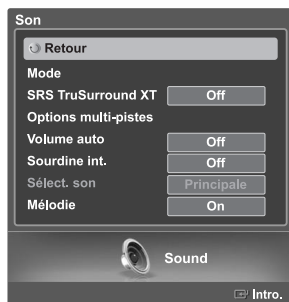 Son
Retour
Mode
SRS TruSurround XT Off
Options multi-pistes
Volume auto Off
Sourdine int. Off
Sélect. son Principale
Mélodie On
Sound
Intro.